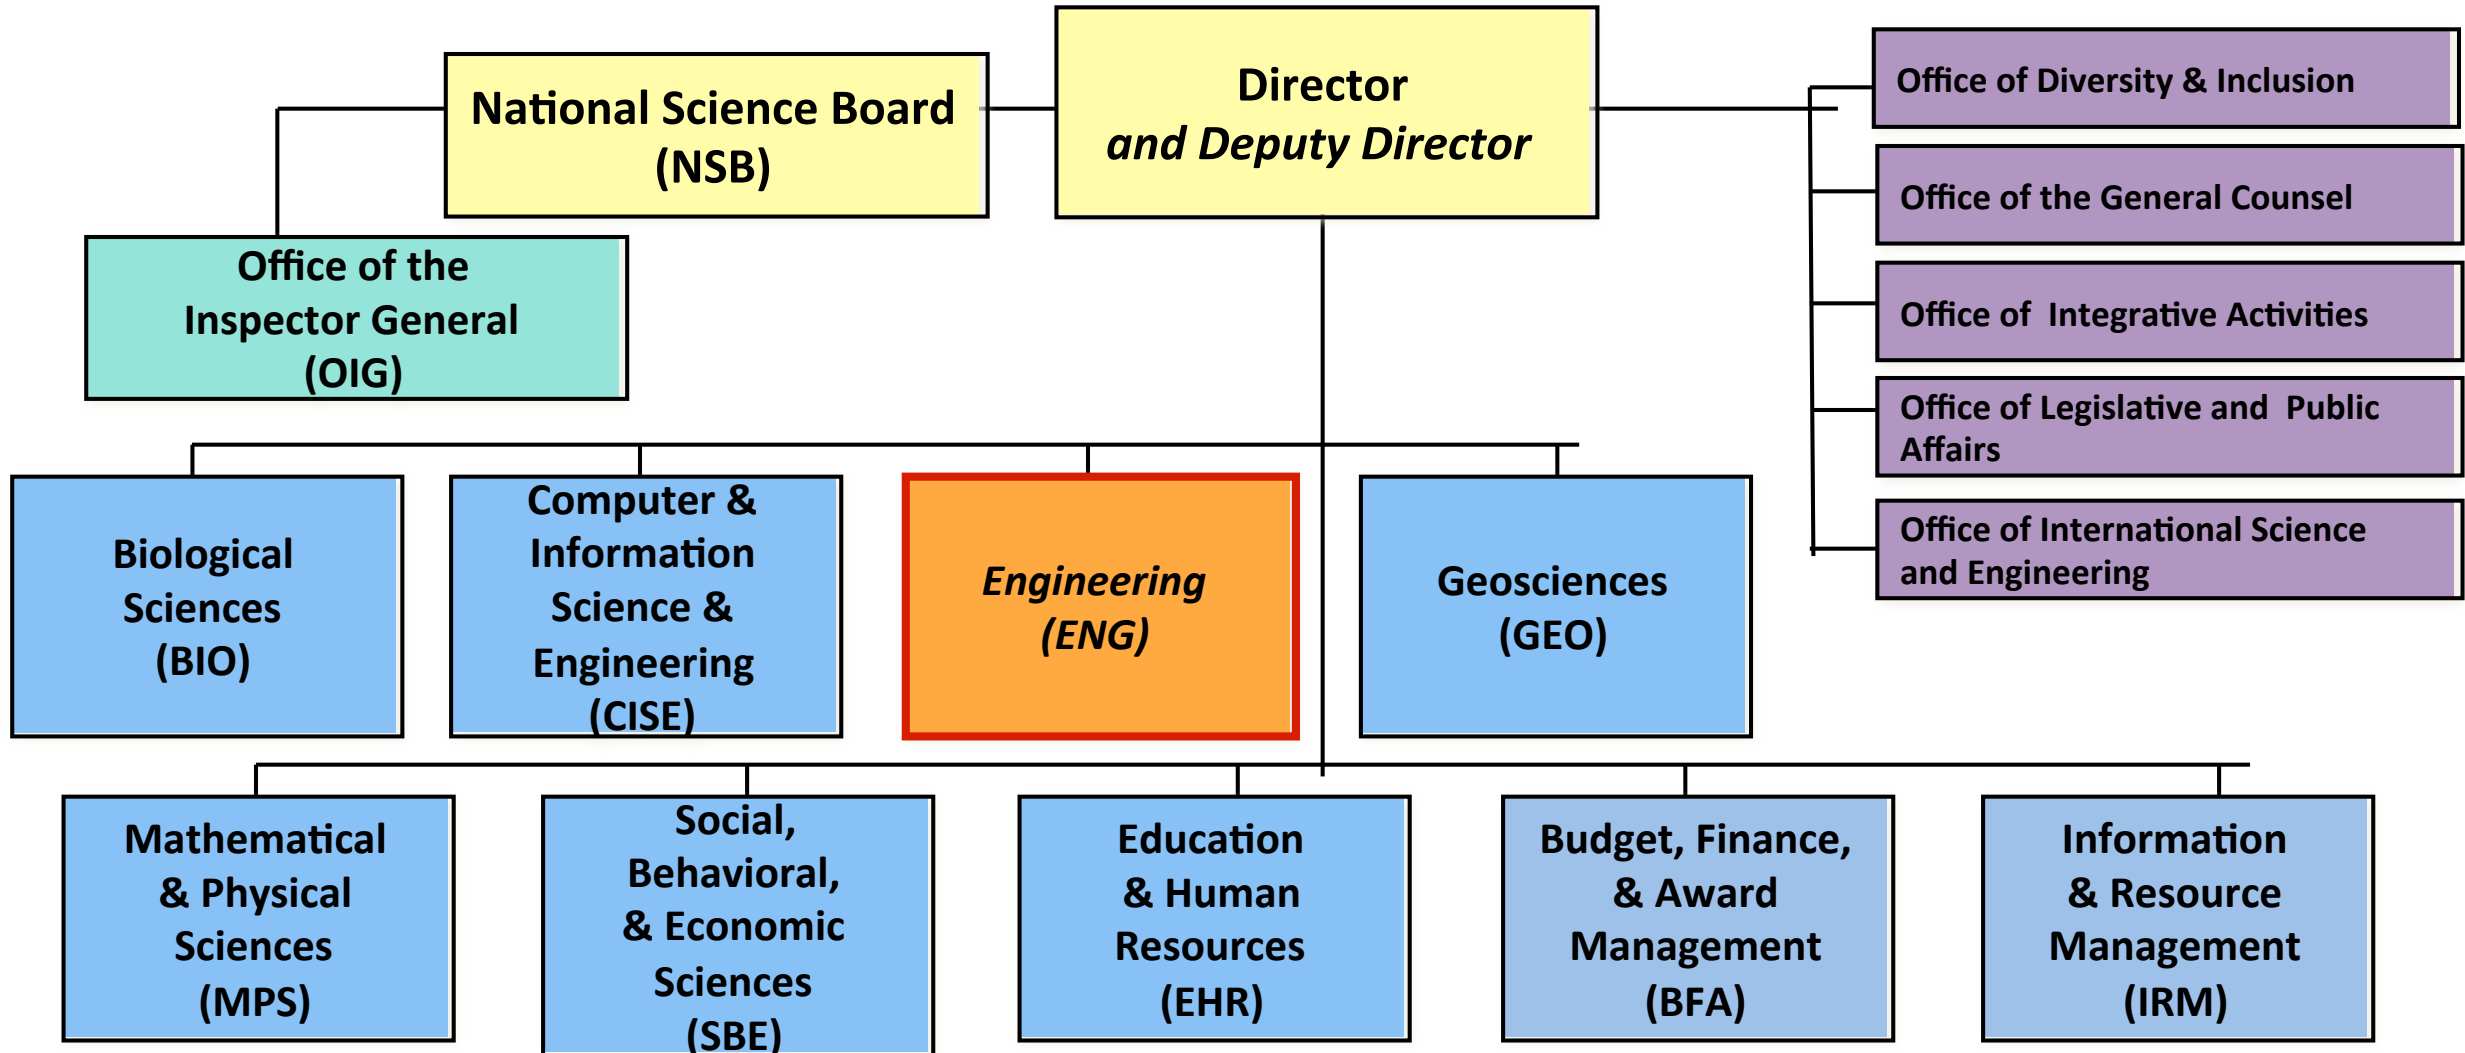 National Science Board
(NSB)
Director
and Deputy Director
Office of Diversity & Inclusion
Office of the General Counsel
Office of  Integrative Activities
Office of Legislative and  Public
Affairs
Office of International Science
and Engineering
Office of the
Inspector General
(OIG)
Biological
Sciences
(BIO)
Computer &
Information
Science &
Engineering
(CISE)
Engineering
(ENG)
Geosciences
(GEO)
Mathematical
& Physical
Sciences
(MPS)
Social,
Behavioral,
& Economic
Sciences
(SBE)
Education
& Human
Resources
(EHR)
Budget, Finance,
& Award
Management
(BFA)
Information
& Resource
Management
(IRM)